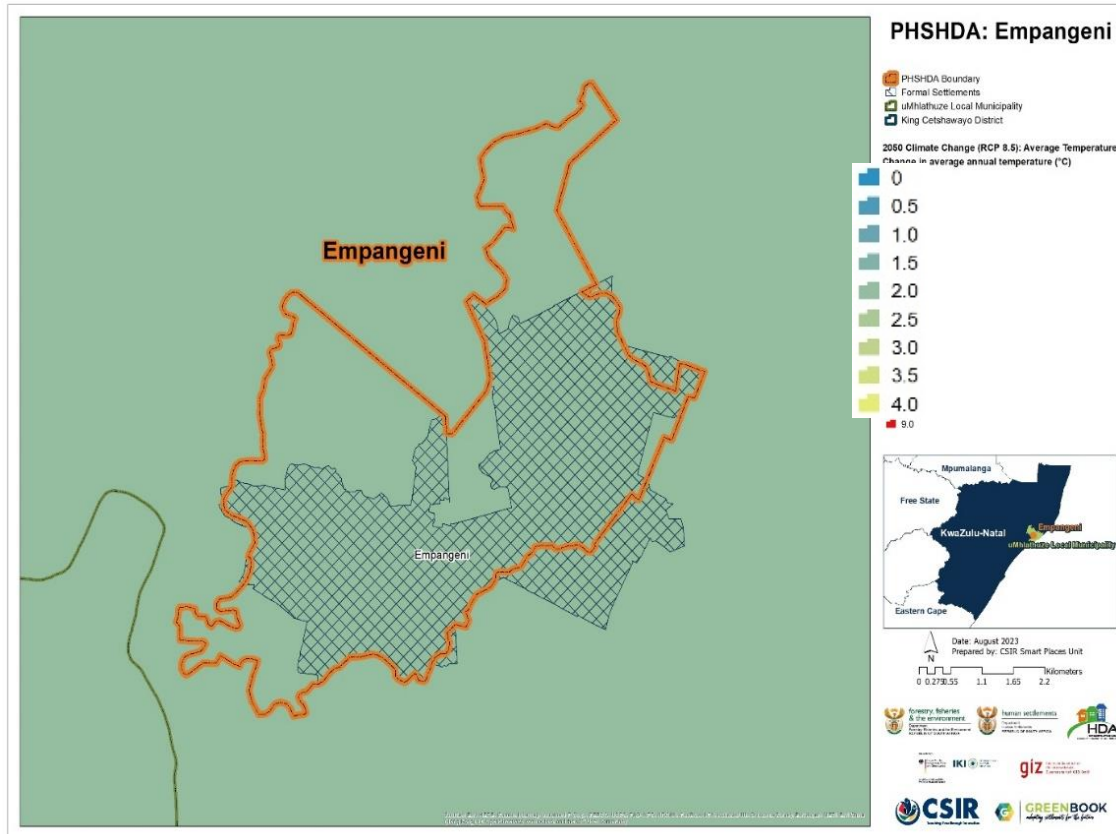 PHSHDA: Empangeni
PHSHDA Boundary
Formal Settlements
uMhlathuze Local Municipality
King Cetshawayo District
2050 Climate Change (RCP 8.5): Average Temperature
Change in average annual temperature (°C)
0
0.5
1.0
1.5
2.0
2.5
3.0
3.5
4.0
9.0
Empangeni
Empangeni
Mpumalanga
Free State
KwaZulu-Natal
Empangeni
uMhlathuze Local Municipality
Eastern Cape
N
Date: August 2023
Prepared by: CSIR Smart Places Unit
Kilometers
0 0.275 0.55 1.1 1.65 2.2
forestry, fisheries
& the environment
human settlements
HDA
IKI
giz
CSIR
GREENBOOK